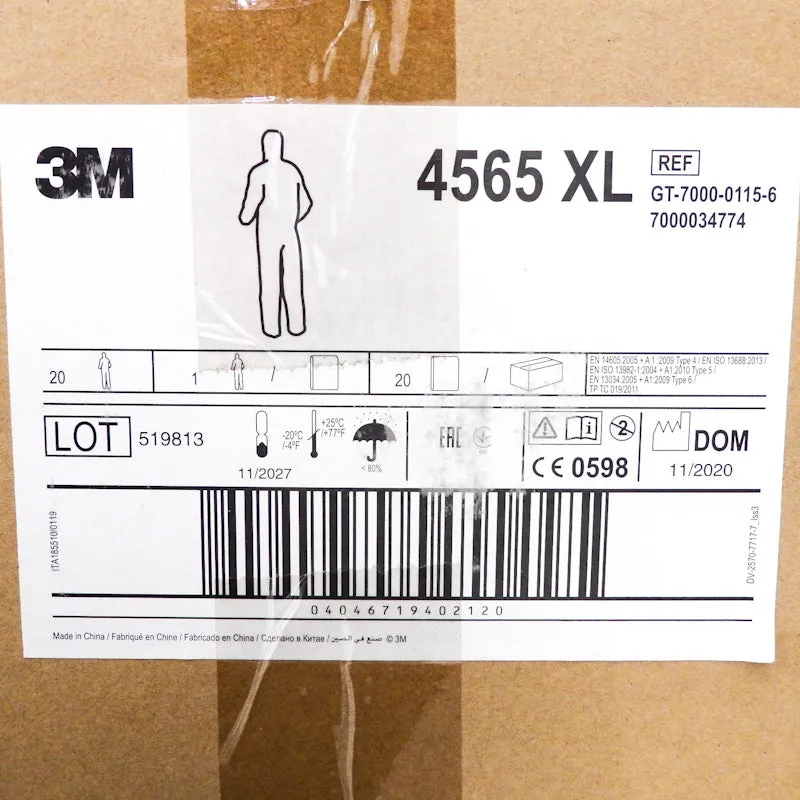 3M
4565 XL
REF
GT-7000-0115-6
7000034774
20
1 /
20 /
EN 14605:2005 + A1:2009 Type 4 / EN ISO 13688:2013 /
EN ISO 13982-1:2004 + A1:2010 Type 5 /
EN 13034:2005 + A1:2009 Type 6 /
TP TC 019/2011
LOT 519813
11/2027
-20°C
/-4°F
+25°C
/+77°F
< 80%
EAC
2
CE 0598
DOM
11/2020
ITA185510/0119
DV-2570-7717-7_iss3
04046719402120
Made in China / Fabriqué en Chine / Fabricado en China / Сделано в Китае / صنع في الصين © 3M